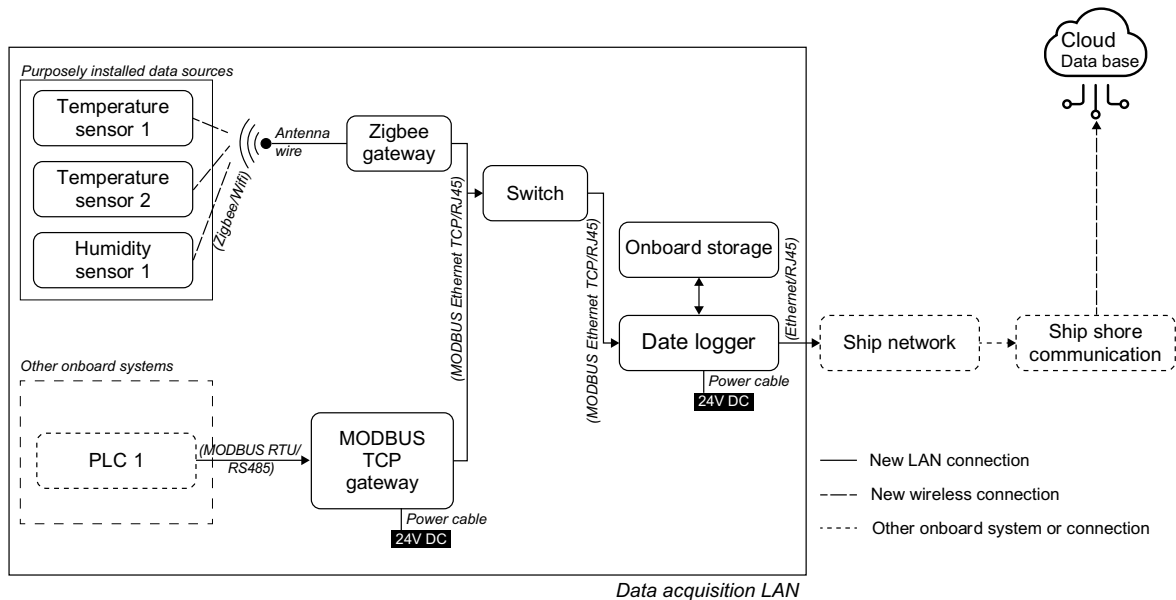 Cloud
Data base
Purposely installed data sources
Temperature
sensor 1
Temperature
sensor 2
Humidity
sensor 1
(Zigbee/Wifi)
Antenna
wire
Zigbee
gateway
(MODBUS Ethernet TCP/RJ45)
Switch
(MODBUS Ethernet TCP/RJ45)
Onboard storage
Date logger
(Ethernet/RJ45)
Power cable
24V DC
Ship network
Ship shore
communication
Other onboard systems
PLC 1
(MODBUS RTU/
RS485)
MODBUS
TCP
gateway
Power cable
24V DC
New LAN connection
New wireless connection
Other onboard system or connection
Data acquisition LAN